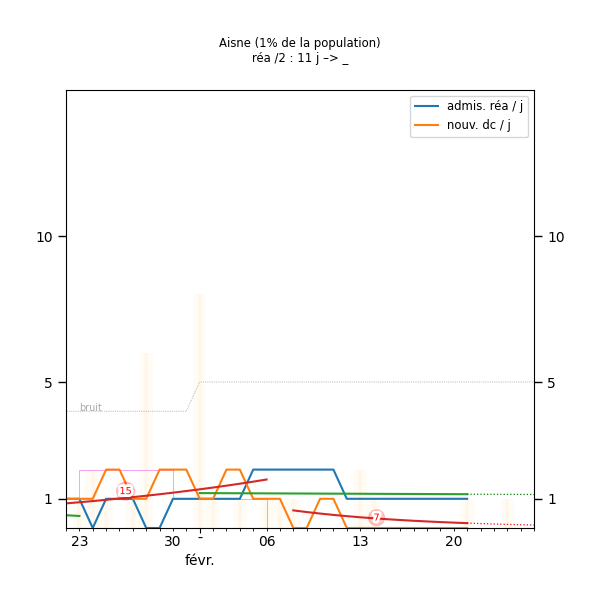 Aisne (1% de la population)
réa /2 : 11 j –> _
admis. réa / j
nouv. dc / j
10 10
5 5
bruit
15
1 1
7
23 30 - 06 13 20
févr.